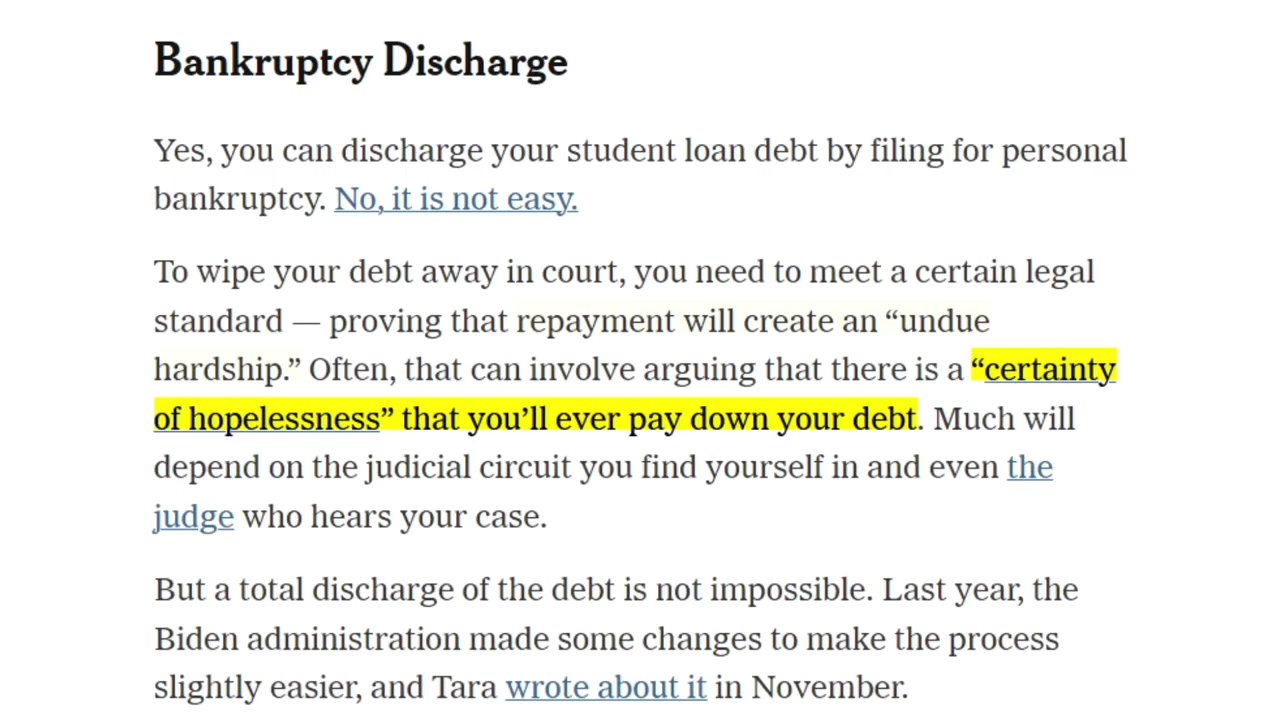 Bankruptcy Discharge
Yes, you can discharge your student loan debt by filing for personal
bankruptcy. No, it is not easy.
To wipe your debt away in court, you need to meet a certain legal
standard — proving that repayment will create an “undue
hardship.” Often, that can involve arguing that there is a “certainty
of hopelessness” that you’ll ever pay down your debt. Much will
depend on the judicial circuit you find yourself in and even the
judge who hears your case.
But a total discharge of the debt is not impossible. Last year, the
Biden administration made some changes to make the process
slightly easier, and Tara wrote about it in November.